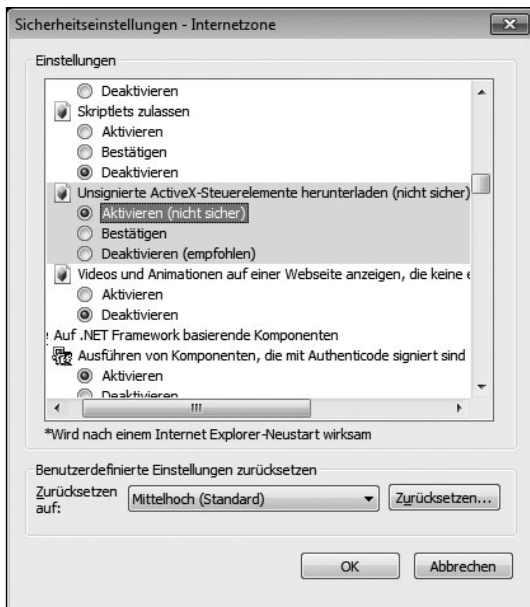 Sicherheitseinstellungen - Internetzone
Einstellungen
Deaktivieren
Skriptlets zulassen
Aktivieren
Bestätigen
Deaktivieren
Unsignierte ActiveX-Steuerelemente herunterladen (nicht sicher)
Aktivieren (nicht sicher)
Bestätigen
Deaktivieren (empfohlen)
Videos und Animationen auf einer Webseite anzeigen, die keine
Aktivieren
Deaktivieren
Auf .NET Framework basierende Komponenten
Ausführen von Komponenten, die mit Authenticode signiert sind
Aktivieren
Deaktivieren
*Wird nach einem Internet Explorer-Neustart wirksam
Benutzerdefinierte Einstellungen zurücksetzen
Zurücksetzen auf:
Mittelhoch (Standard)
Zurücksetzen...
OK
Abbrechen